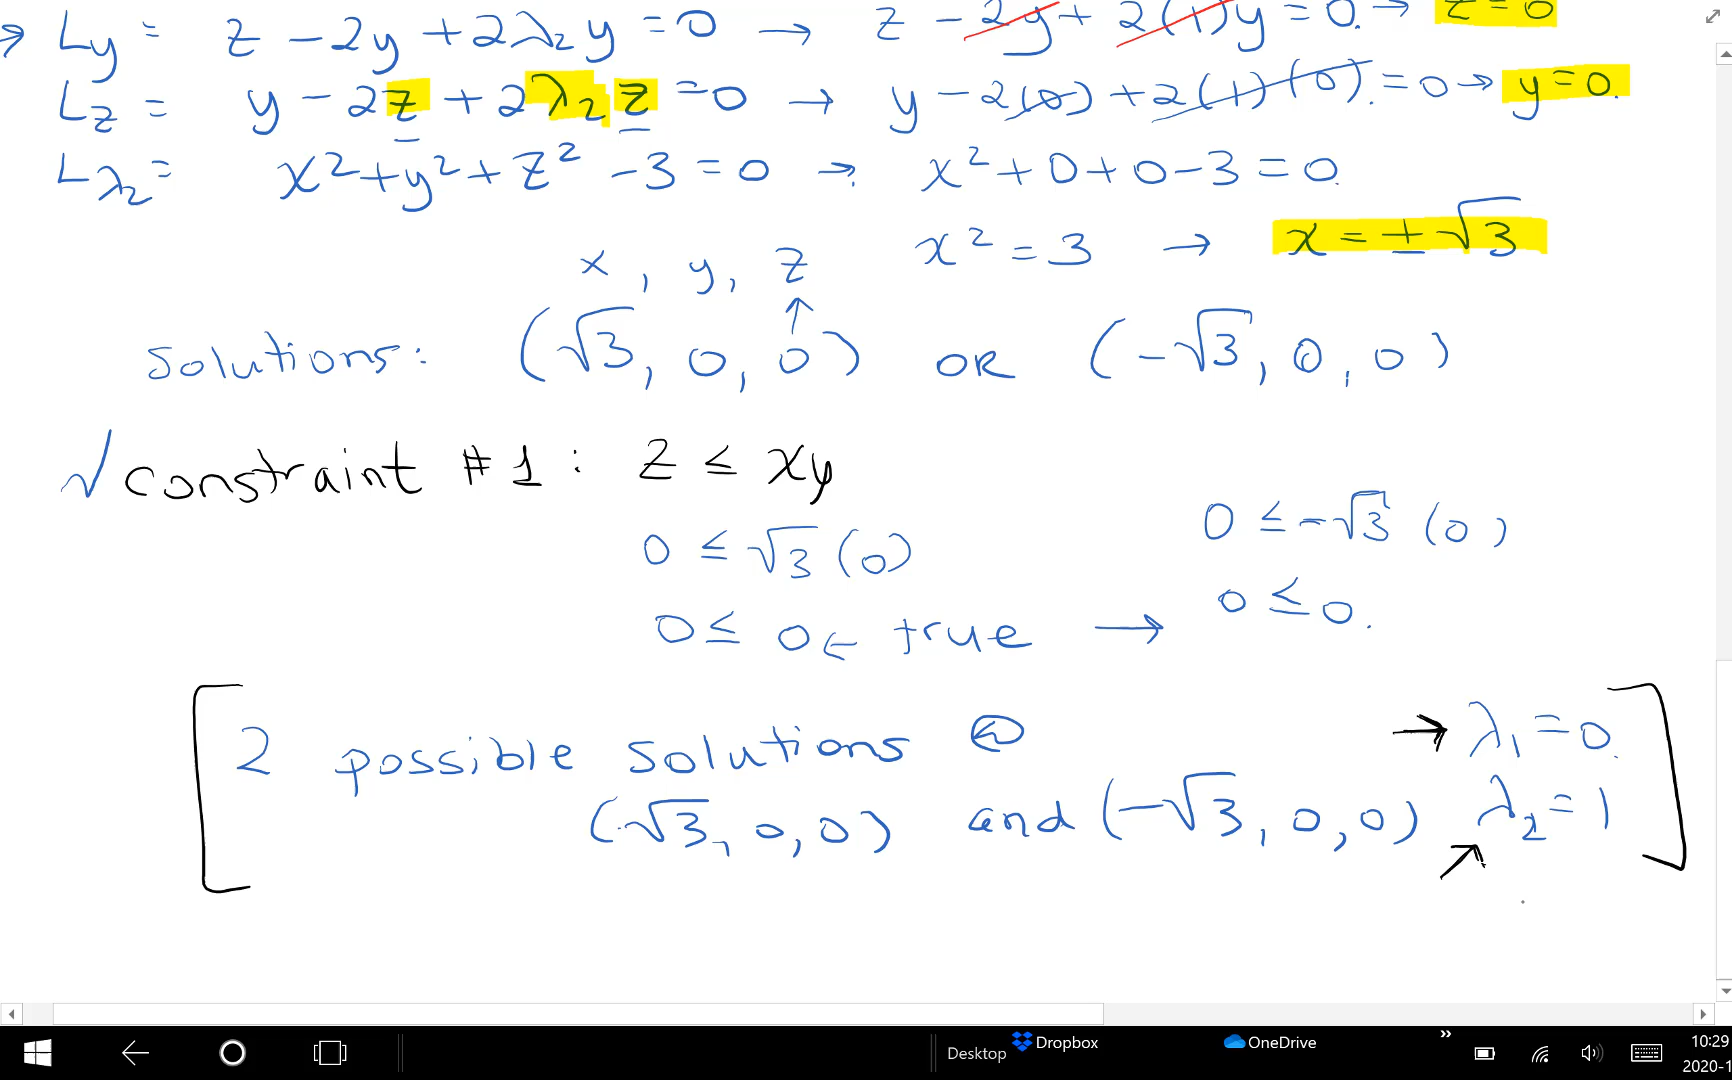 → Ly = z - 2y + 2λ₂y = 0 → z - 2y + 2(1)y = 0. → z = 0
Lz = y - 2z + 2λ₂z = 0 → y - 2(0) + 2(1)(0). = 0 → y = 0.
Lλ₂ = x² + y² + z² - 3 = 0 → x² + 0 + 0 - 3 = 0.
x² = 3 → x = ±√3
x, y, z
↑
Solutions: (√3, 0, 0) OR (-√3, 0, 0)
√ constraint #1: z ≤ xy
0 ≤ √3 (0)
0 ≤ 0 ← true →
0 ≤ -√3 (0)
0 ≤ 0.
2 possible solutions @ → λ₁ = 0.
(√3, 0, 0) and (-√3, 0, 0) λ₂ = 1
Desktop
Dropbox
OneDrive
»
10:29
2020-1